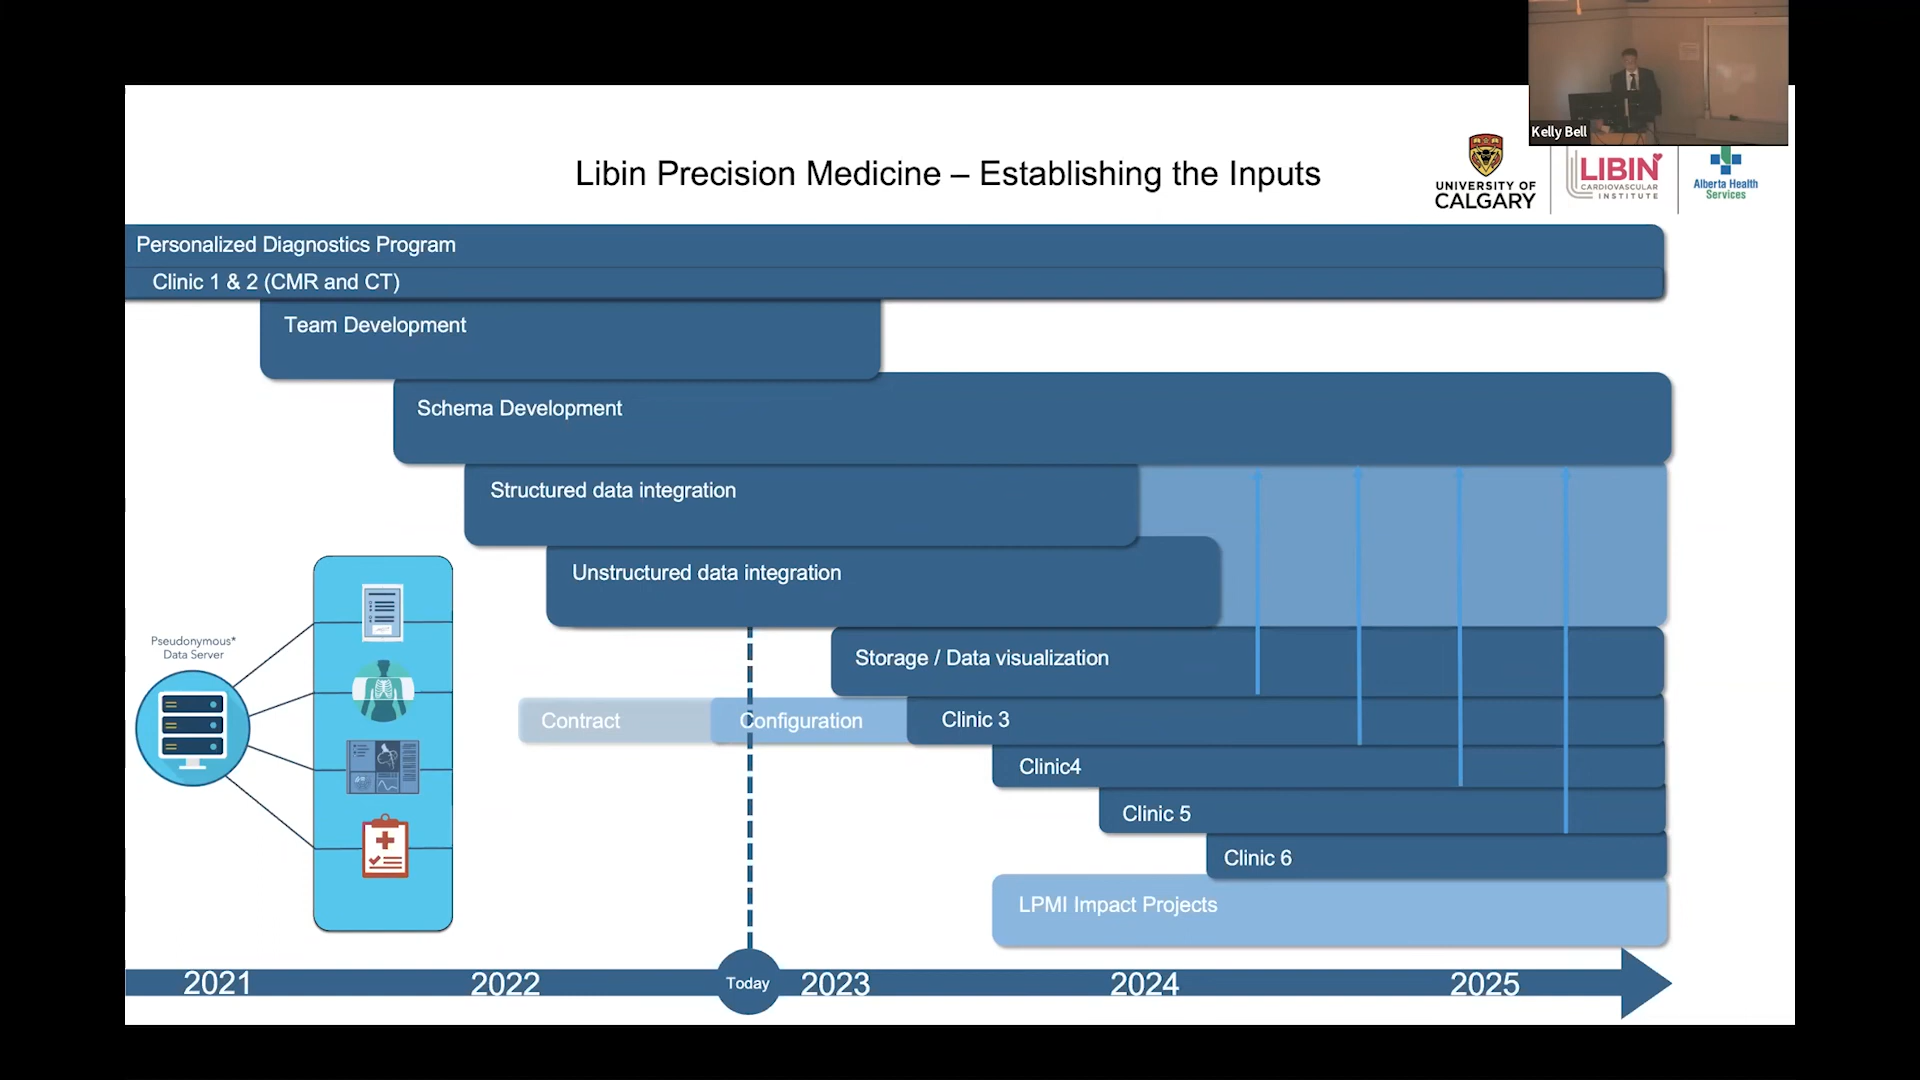 Kelly Bell
Libin Precision Medicine – Establishing the Inputs
UNIVERSITY OF
CALGARY
LIBIN
CARDIOVASCULAR
INSTITUTE
Alberta Health
Services
Personalized Diagnostics Program
Clinic 1 & 2 (CMR and CT)
Team Development
Schema Development
Structured data integration
Unstructured data integration
Pseudonymous*
Data Server
Storage / Data visualization
Contract
Configuration
Clinic 3
Clinic4
Clinic 5
Clinic 6
LPMI Impact Projects
2021
2022
Today
2023
2024
2025